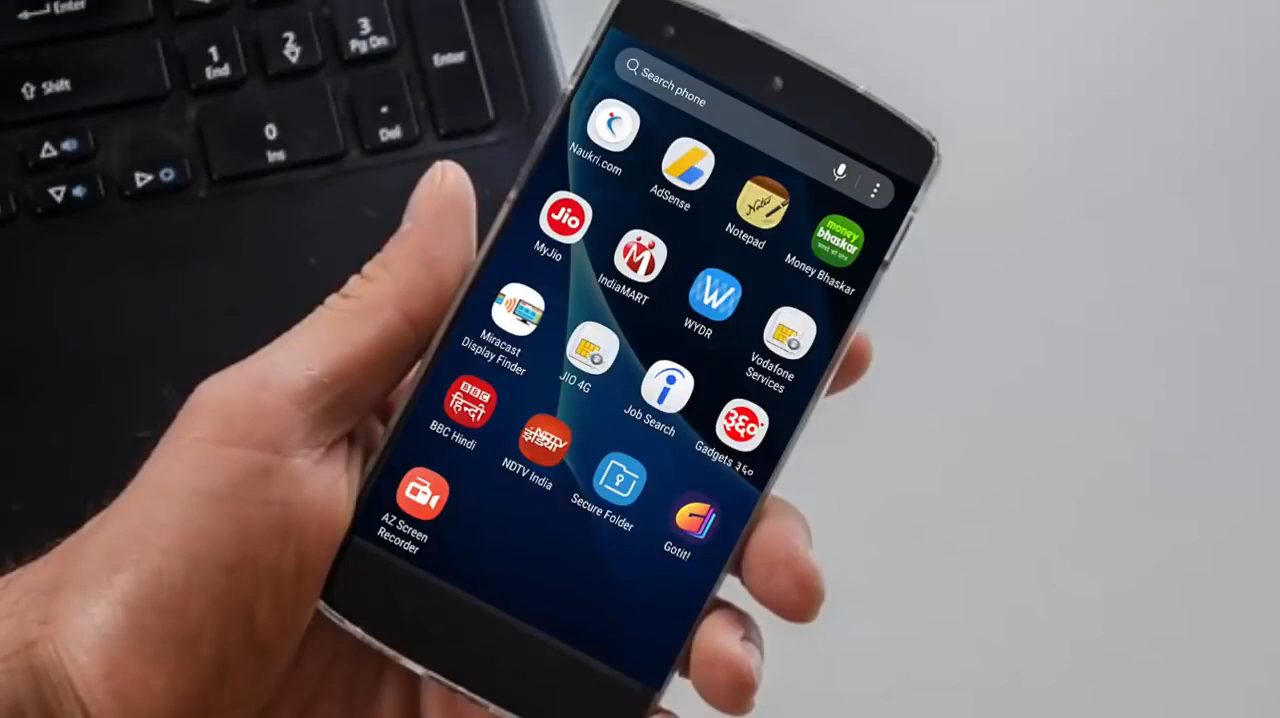 Enter
1
End
2
3
Pg Dn
Enter
Shift
0
Ins
.
Del
Search phone
Naukri.com
AdSense
Notes
Notepad
money
bhaskar
Money Bhaskar
Jio
MyJio
M
IndiaMART
W
WYDR
Vodafone
Services
Miracast
Display Finder
JIO 4G
i
Job Search
३६०
Gadgets ३६०
BBC
हिन्दी
BBC Hindi
NDTV
इंडिया
NDTV India
Secure Folder
G
Gotit!
AZ Screen
Recorder